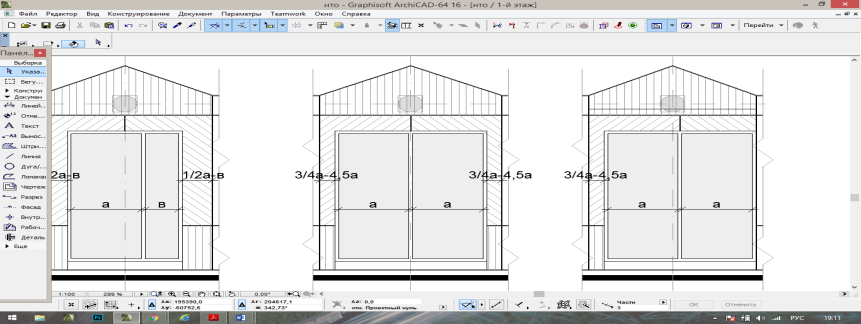 нто - Graphisoft ArchiCAD-64 16 - [нто / 1-й этаж]
Файл Редактор Вид Конструирование Документ Параметры Teamwork Окно Справка
Перейти
Панел...
Выборка
Указа...
Бегу...
Конструи
Докумен
Линей...
Отме...
Текст
Вынос...
Штри...
Линия
Дуга/...
Ломана
Чертеж
Разрез
Фасад
Внутр...
Рабоч...
Деталь
Еще
2а-в 1/2а-в 3/4а-4,5а 3/4а-4,5а 3/4а-4,5а
а в а а а а
1:100 299 % 0,00°
Δx: 195390,0
Δy: -60752,6
Δr: 204617,1
α: 342,73°
Δz: 0,0
отн. Проектный нуль
Части
3
ОК Отменить
РУС 19:11